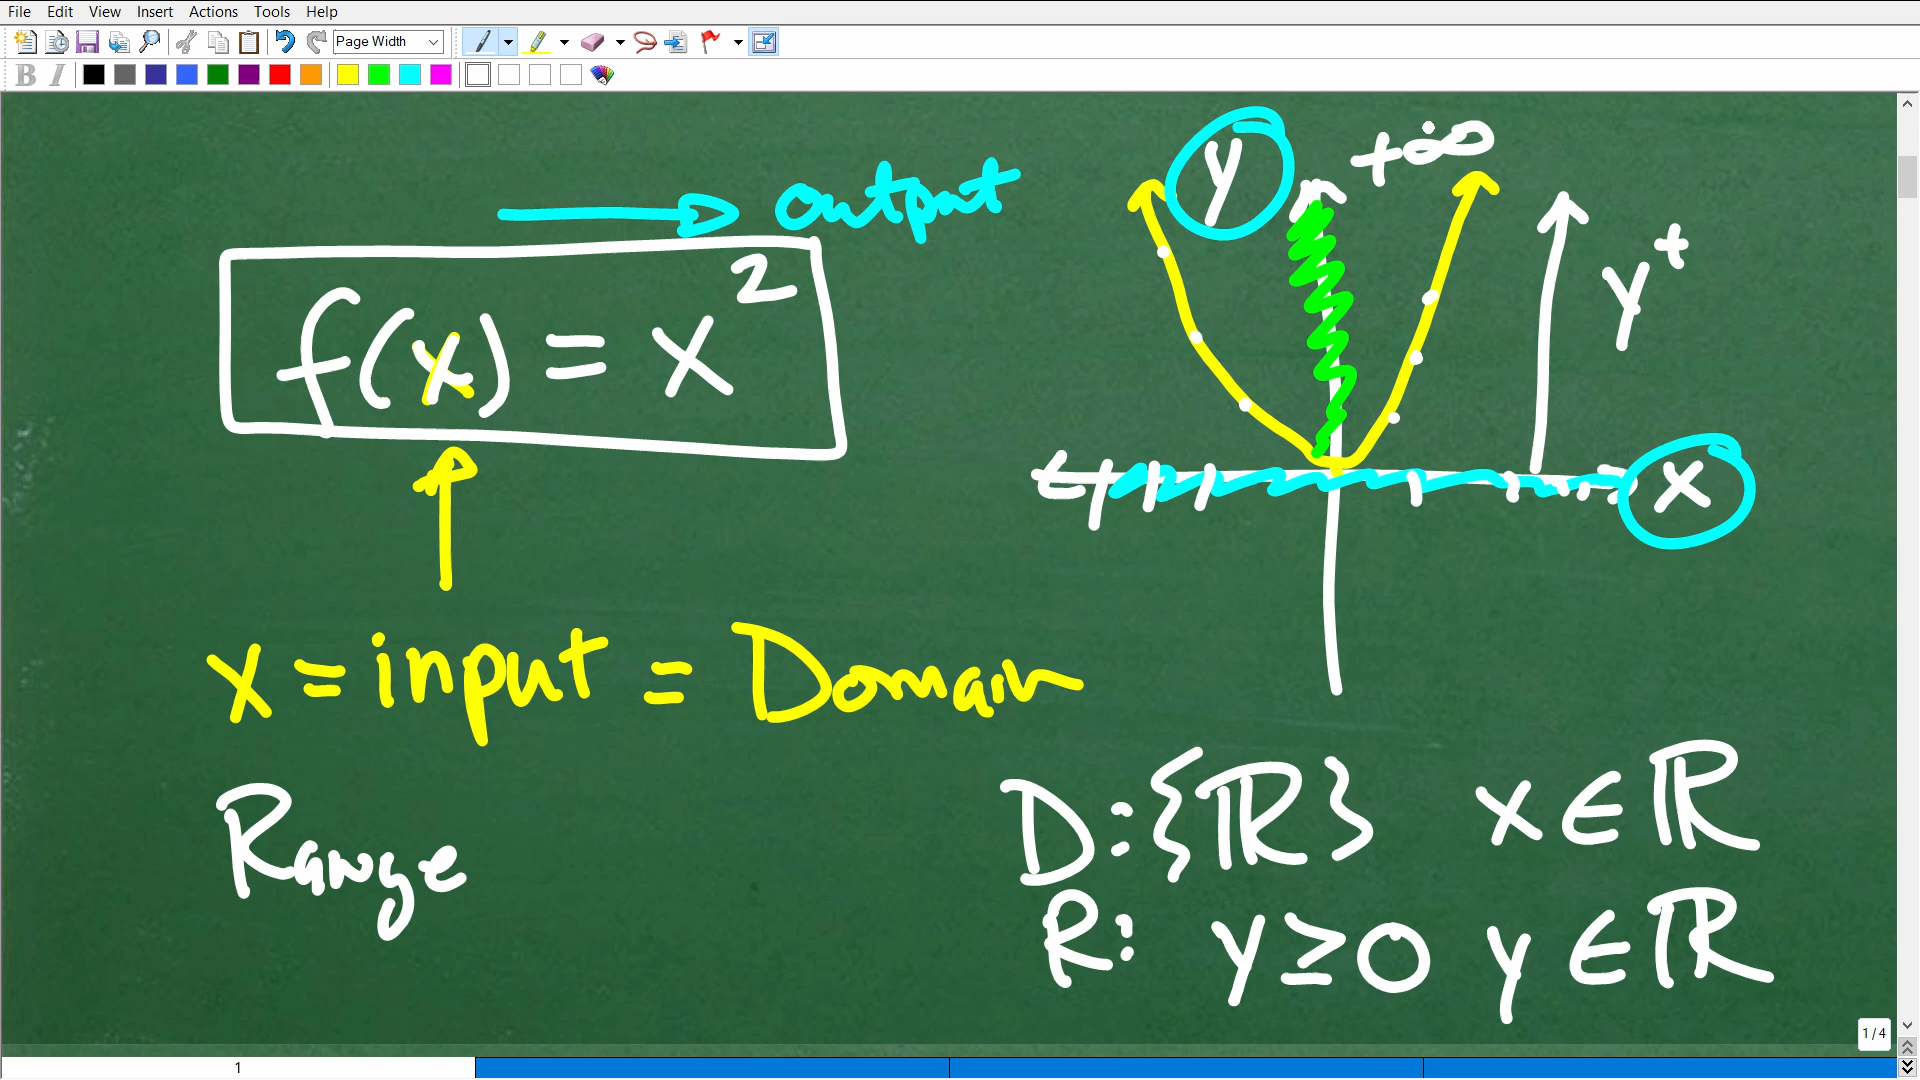 File Edit View Insert Actions Tools Help
Page Width
B I
output
f(x) = x²
x = input = Domain
Range
y
+∞
y⁺
x
D: {ℝ} x ∈ ℝ
R: y ≥ 0 y ∈ ℝ
1 / 4
1